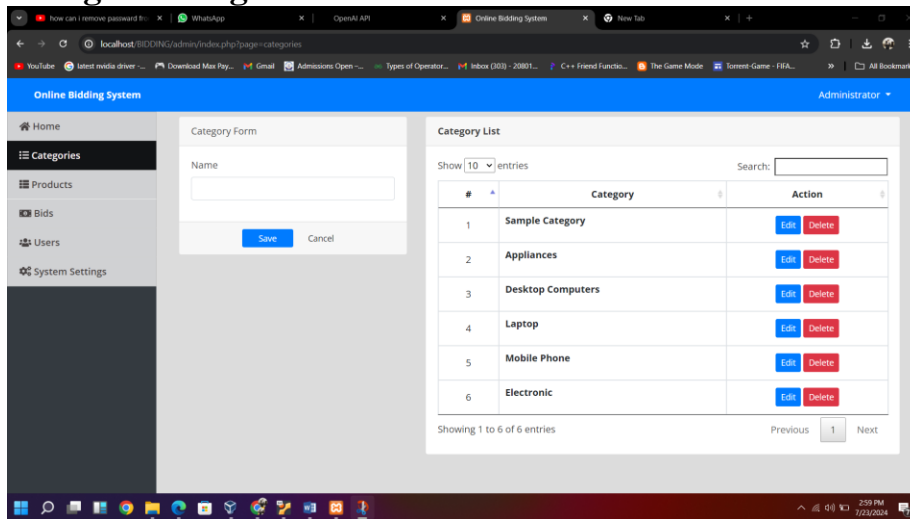 how can i remove passward fro
WhatsApp
OpenAI API
Online Bidding System
New Tab
localhost/BIDDING/admin/index.php?page=categories
YouTube
latest nvidia driver -...
Download Max Pay...
Gmail
Admissions Open -...
Types of Operator...
Inbox (203) - 20801...
C++ Friend Functio...
The Game Mode
Torrent-Game - FIFA...
»
All Bookmark
Online Bidding System
Administrator
Home
Categories
Products
Bids
Users
System Settings
Category Form
Name
Save Cancel
Category List
Show 10 entries
Search:
# Category Action
1 Sample Category Edit Delete
2 Appliances Edit Delete
3 Desktop Computers Edit Delete
4 Laptop Edit Delete
5 Mobile Phone Edit Delete
6 Electronic Edit Delete
Showing 1 to 6 of 6 entries
Previous 1 Next
2:59 PM
7/23/2024